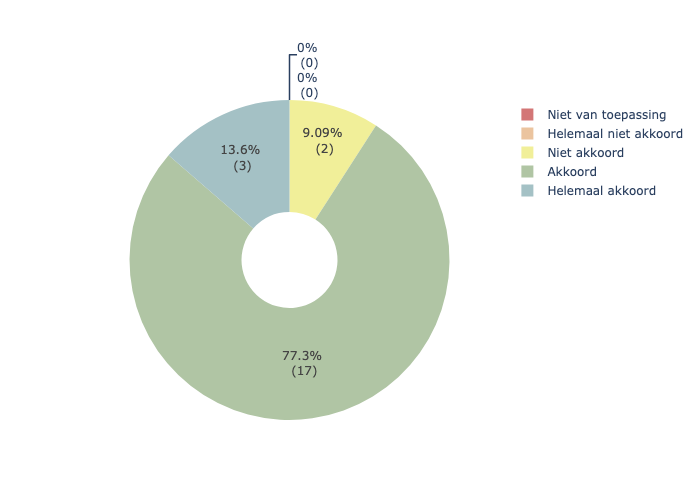 0%
(0)
0%
(0)
9.09%
(2)
13.6%
(3)
77.3%
(17)
Niet van toepassing
Helemaal niet akkoord
Niet akkoord
Akkoord
Helemaal akkoord